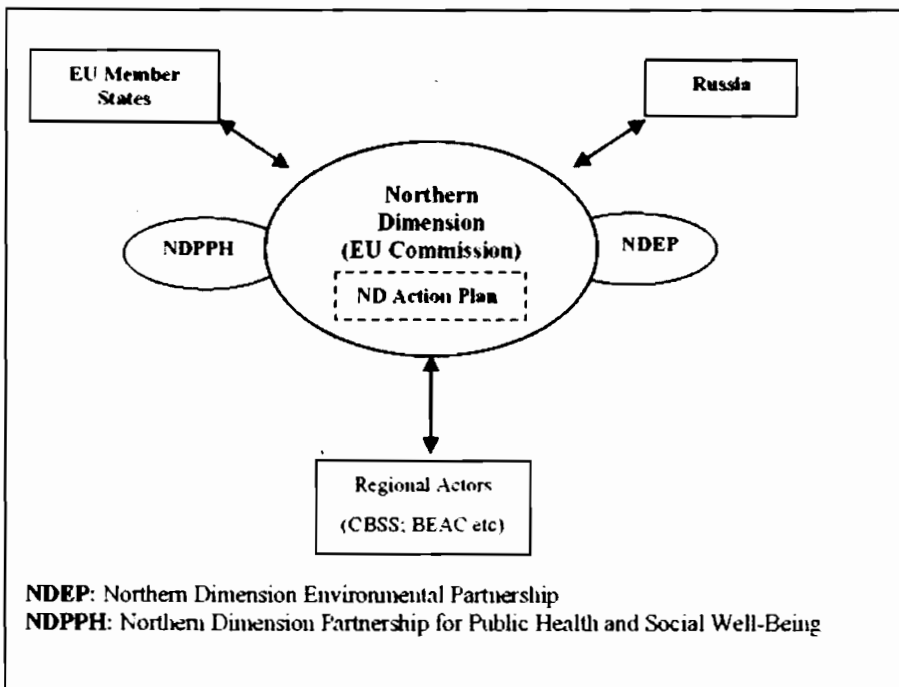 EU Member
States
Russia
Northern
Dimension
(EU Commission)
ND Action Plan
NDPPH
NDEP
Regional Actors
(CBSS; BEAC etc)
NDEP: Northern Dimension Environmental Partnership
NDPPH: Northern Dimension Partnership for Public Health and Social Well-Being